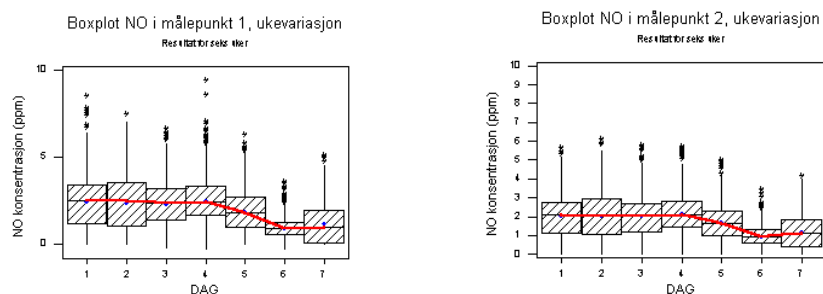 Boxplot NO i målepunkt 1, ukevariasjon
Resultat for seks uker
NO konsentrasjon (ppm)
10
5
0
1 2 3 4 5 6 7
DAG
Boxplot NO i målepunkt 2, ukevariasjon
Resultat for seks uker
NO konsentrasjon (ppm)
10
9
8
7
6
5
4
3
2
1
0
1 2 3 4 5 6 7
DAG